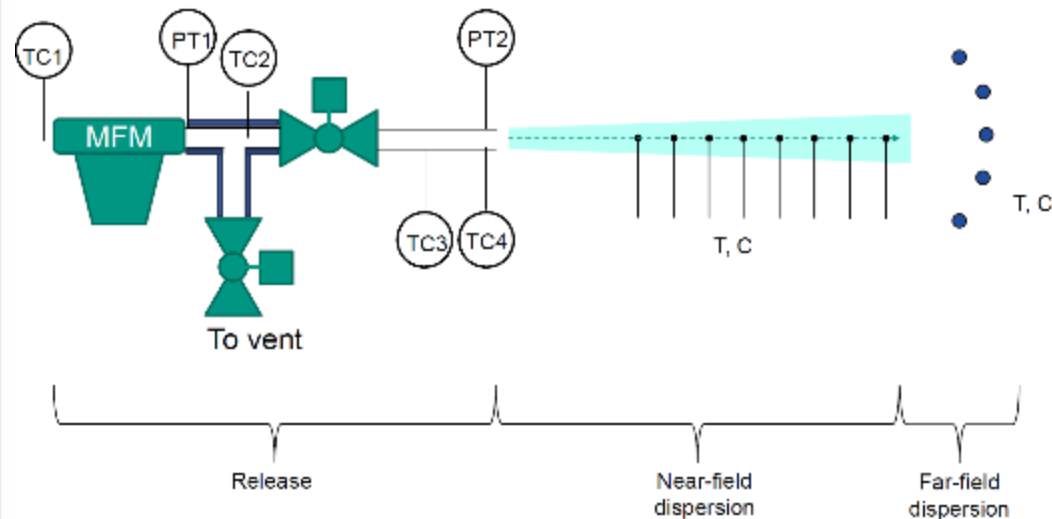 TC1
PT1
TC2
PT2
MFM
TC3
TC4
T, C
T, C
To vent
Release
Near-field
dispersion
Far-field
dispersion